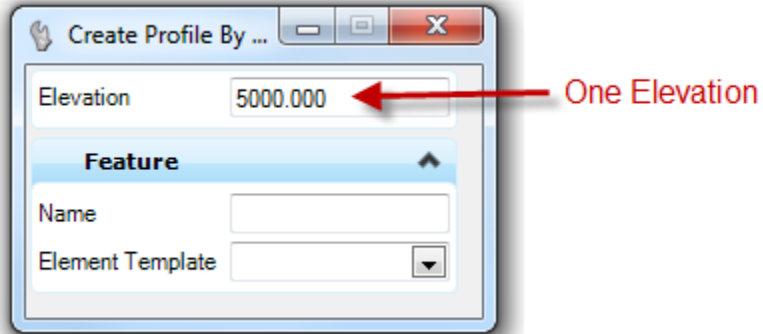 Create Profile By ...
Elevation 5000.000
One Elevation
Feature
Name
Element Template